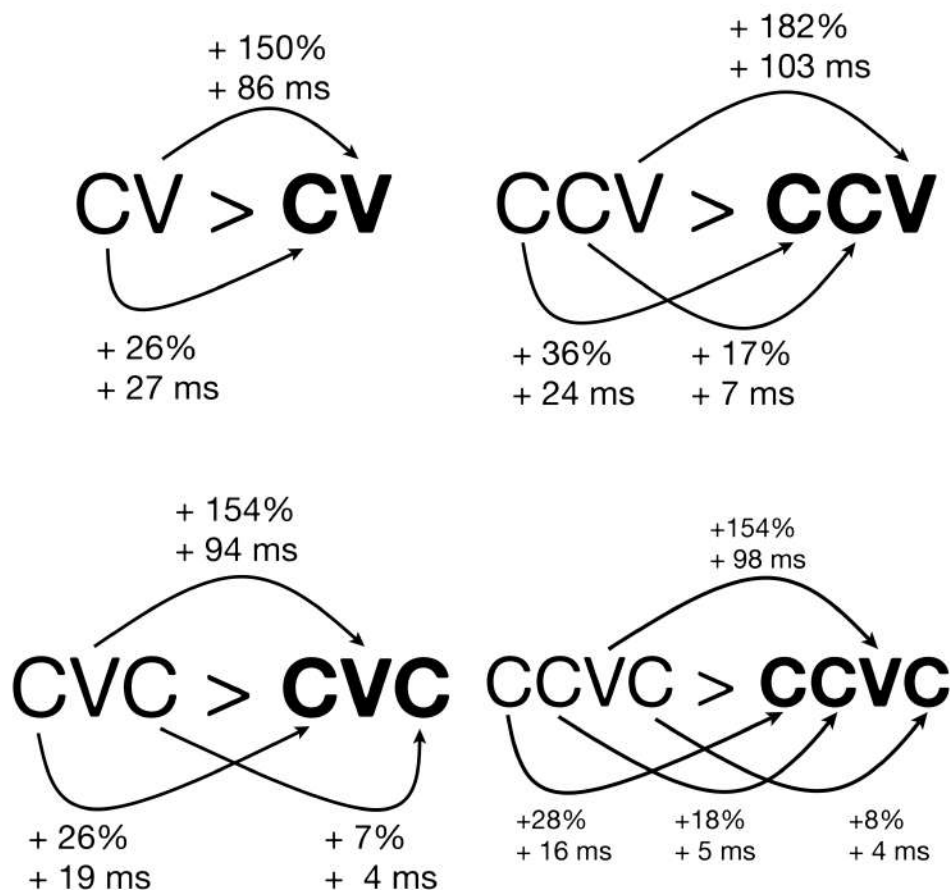 + 150%
+ 86 ms
CV > CV
+ 26%
+ 27 ms
+ 182%
+ 103 ms
CCV > CCV
+ 36%
+ 24 ms
+ 17%
+ 7 ms
+ 154%
+ 94 ms
CVC > CVC
+ 26%
+ 19 ms
+ 7%
+ 4 ms
+154%
+ 98 ms
CCVC > CCVC
+28%
+ 16 ms
+18%
+ 5 ms
+8%
+ 4 ms